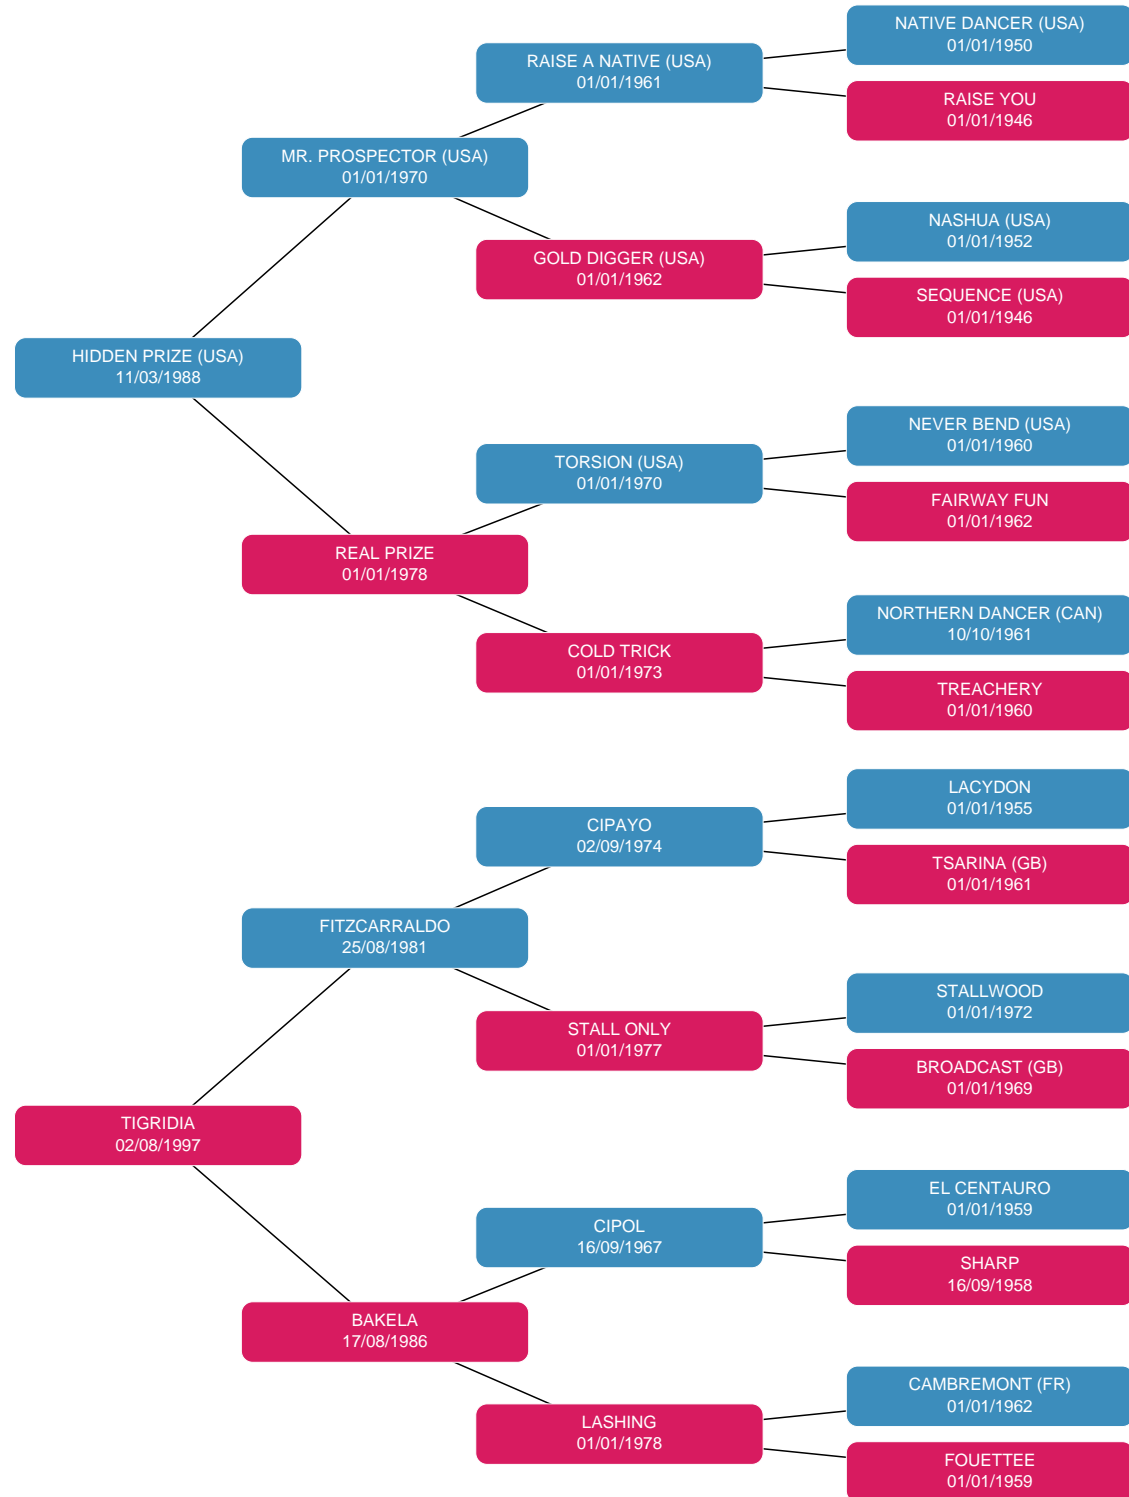 NATIVE DANCER (USA)
01/01/1950
RAISE A NATIVE (USA)
01/01/1961
RAISE YOU
01/01/1946
MR. PROSPECTOR (USA)
01/01/1970
NASHUA (USA)
01/01/1952
GOLD DIGGER (USA)
01/01/1962
SEQUENCE (USA)
01/01/1946
HIDDEN PRIZE (USA)
11/03/1988
NEVER BEND (USA)
01/01/1960
TORSION (USA)
01/01/1970
FAIRWAY FUN
01/01/1962
REAL PRIZE
01/01/1978
NORTHERN DANCER (CAN)
10/10/1961
COLD TRICK
01/01/1973
TREACHERY
01/01/1960
LACYDON
01/01/1955
CIPAYO
02/09/1974
TSARINA (GB)
01/01/1961
FITZCARRALDO
25/08/1981
STALLWOOD
01/01/1972
STALL ONLY
01/01/1977
BROADCAST (GB)
01/01/1969
TIGRIDIA
02/08/1997
EL CENTAURO
01/01/1959
CIPOL
16/09/1967
SHARP
16/09/1958
BAKELA
17/08/1986
CAMBREMONT (FR)
01/01/1962
LASHING
01/01/1978
FOUETTEE
01/01/1959